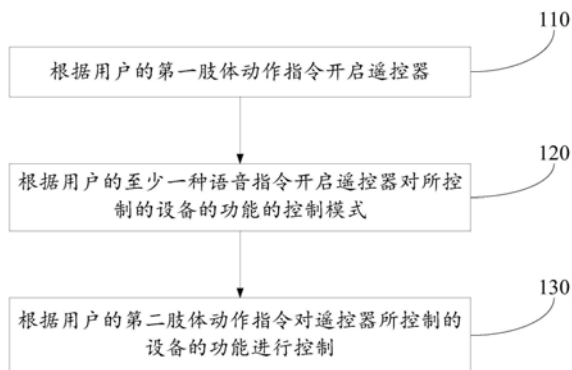 110
根据用户的第一肢体动作指令开启遥控器
120
根据用户的至少一种语音指令开启遥控器对所控
制的设备的功能的控制模式
130
根据用户的第二肢体动作指令对遥控器所控制的
设备的功能进行控制